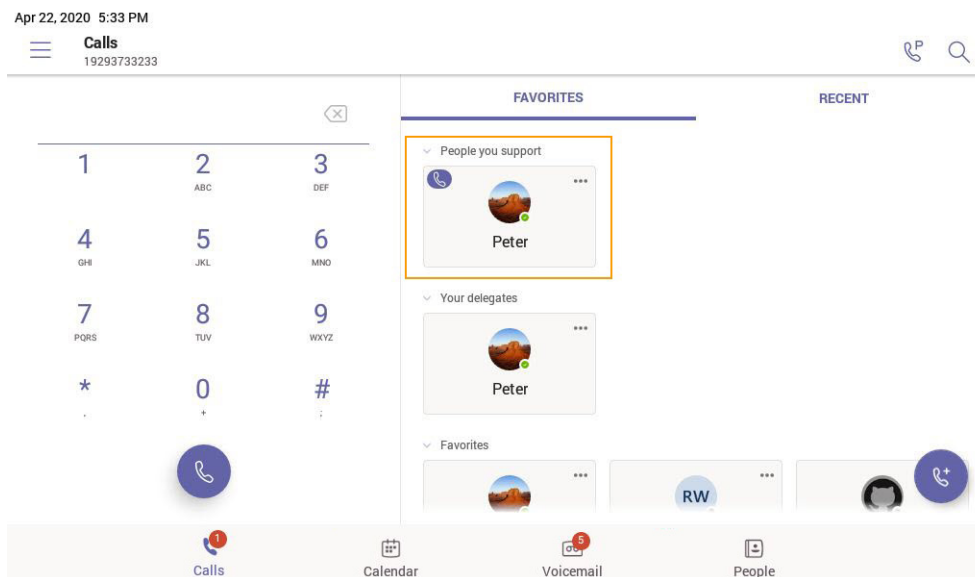 Apr 22, 2020 5:33 PM
Calls
19293733233
P
FAVORITES
RECENT
1
2
ABC
3
DEF
4
GHI
5
JKL
6
MNO
7
PQRS
8
TUV
9
WXYZ
*
,
0
+
#
;
People you support
Peter
Your delegates
Peter
Favorites
RW
1
Calls
Calendar
5
Voicemail
People